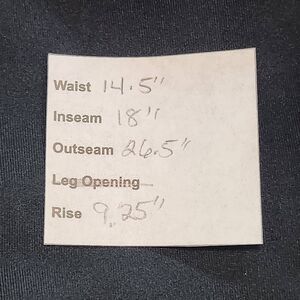 Waist 14.5"
Inseam 18"
Outseam 26.5"
Leg Opening
Rise 9.25"